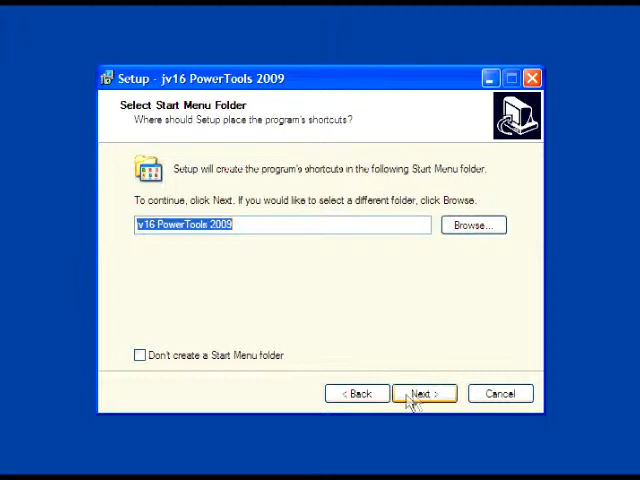 Setup - jv16 PowerTools 2009
Select Start Menu Folder
Where should Setup place the program's shortcuts?
Setup will create the program's shortcuts in the following Start Menu folder.
To continue, click Next. If you would like to select a different folder, click Browse.
jv16 PowerTools 2009
Browse...
Don't create a Start Menu folder
< Back
Next >
Cancel